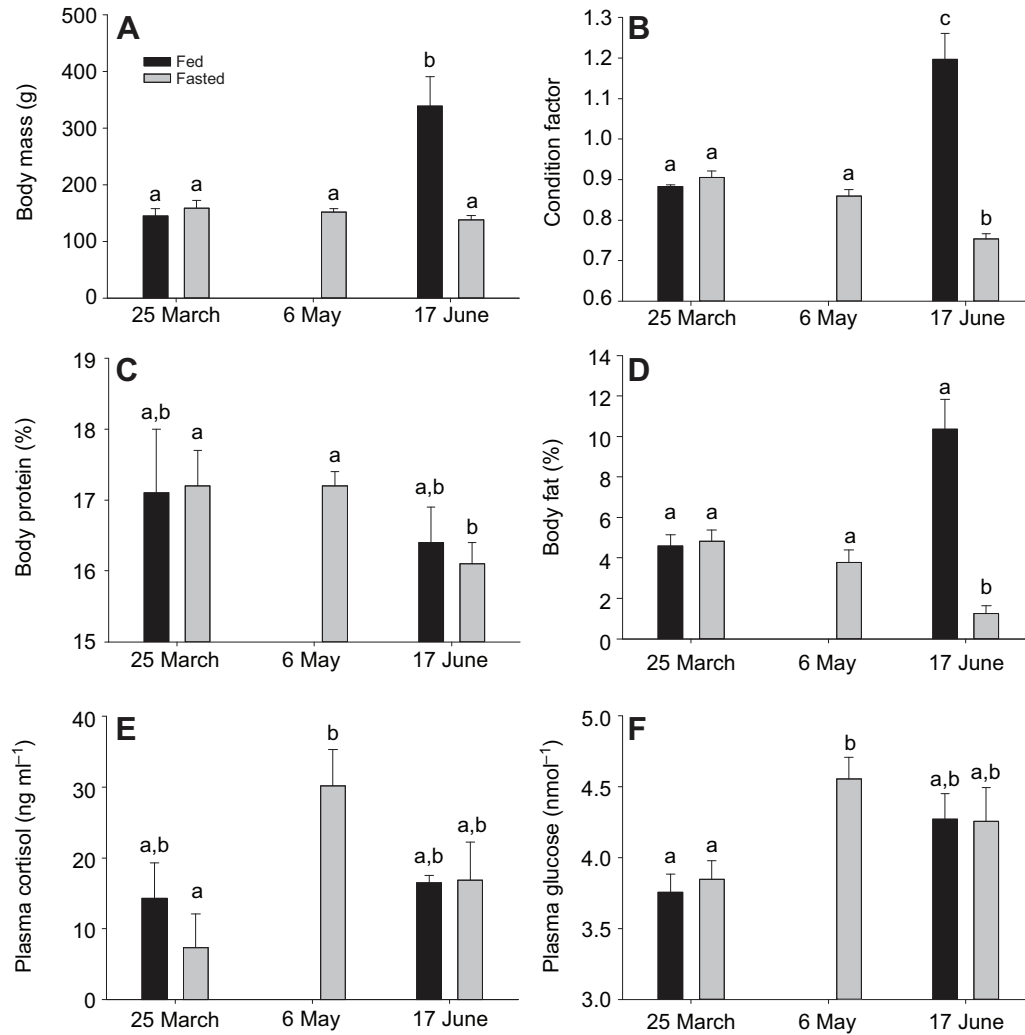 A
Body mass (g)
500
400
300
200
100
0
Fed
Fasted
a
a
a
b
a
25 March
6 May
17 June
B
Condition factor
1.3
1.2
1.1
1.0
0.9
0.8
0.7
0.6
a
a
a
c
b
25 March
6 May
17 June
C
Body protein (%)
19
18
17
16
15
a,b
a
a
a,b
b
25 March
6 May
17 June
D
Body fat (%)
14
12
10
8
6
4
2
0
a
a
a
a
b
25 March
6 May
17 June
E
Plasma cortisol (ng ml–1)
40
30
20
10
0
a,b
a
b
a,b
a,b
25 March
6 May
17 June
F
Plasma glucose (nmol–1)
5.0
4.5
4.0
3.5
3.0
a
a
b
a,b
a,b
25 March
6 May
17 June